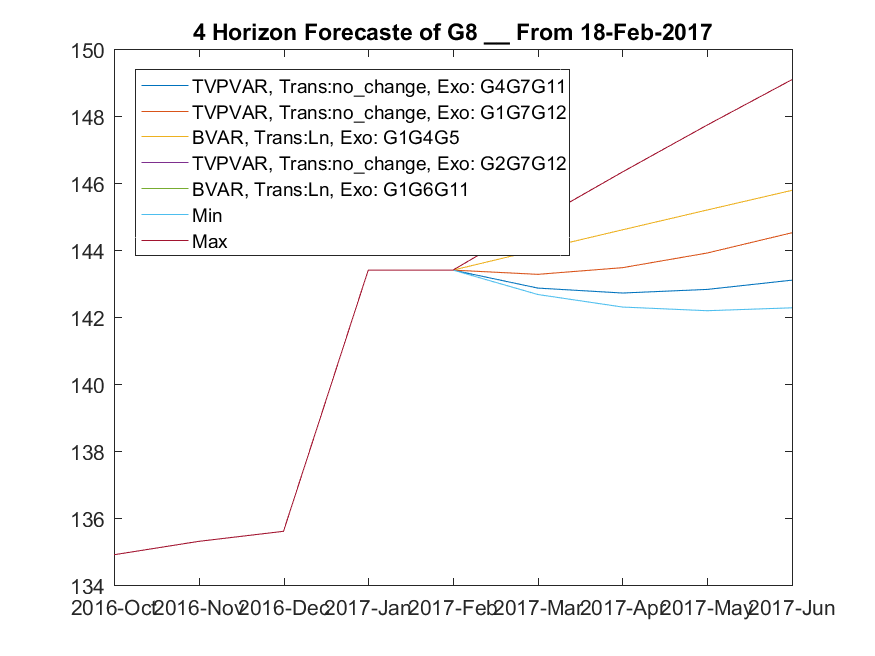 4 Horizon Forecaste of G8 __ From 18-Feb-2017
150
148
146
144
142
140
138
136
134
TVPVAR, Trans:no_change, Exo: G4G7G11
TVPVAR, Trans:no_change, Exo: G1G7G12
BVAR, Trans:Ln, Exo: G1G4G5
TVPVAR, Trans:no_change, Exo: G2G7G12
BVAR, Trans:Ln, Exo: G1G6G11
Min
Max
2016-Oct 2016-Nov 2016-Dec 2017-Jan 2017-Feb 2017-Mar 2017-Apr 2017-May 2017-Jun